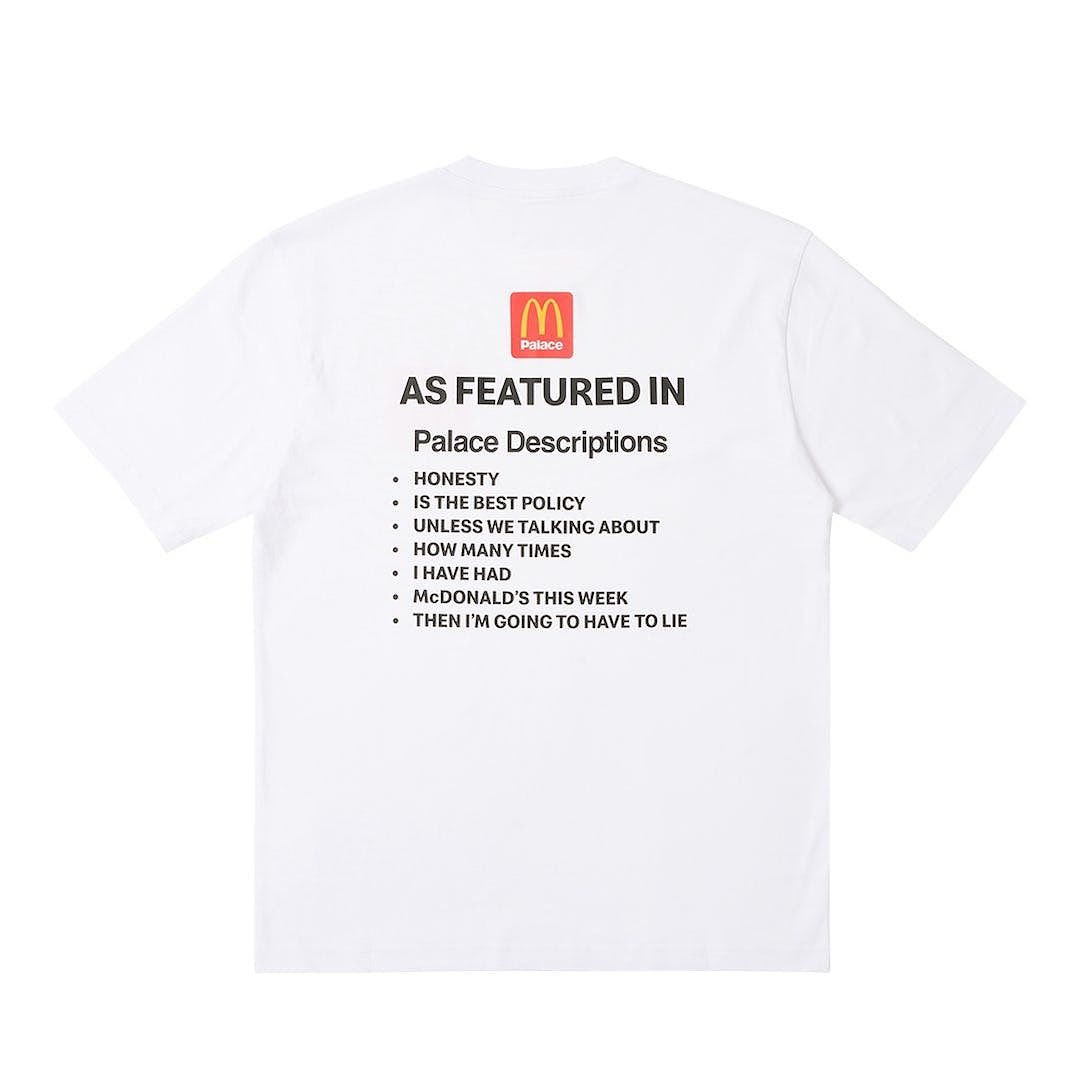 Palace
AS FEATURED IN
Palace Descriptions
• HONESTY
• IS THE BEST POLICY
• UNLESS WE TALKING ABOUT
• HOW MANY TIMES
• I HAVE HAD
• McDONALD'S THIS WEEK
• THEN I'M GOING TO HAVE TO LIE